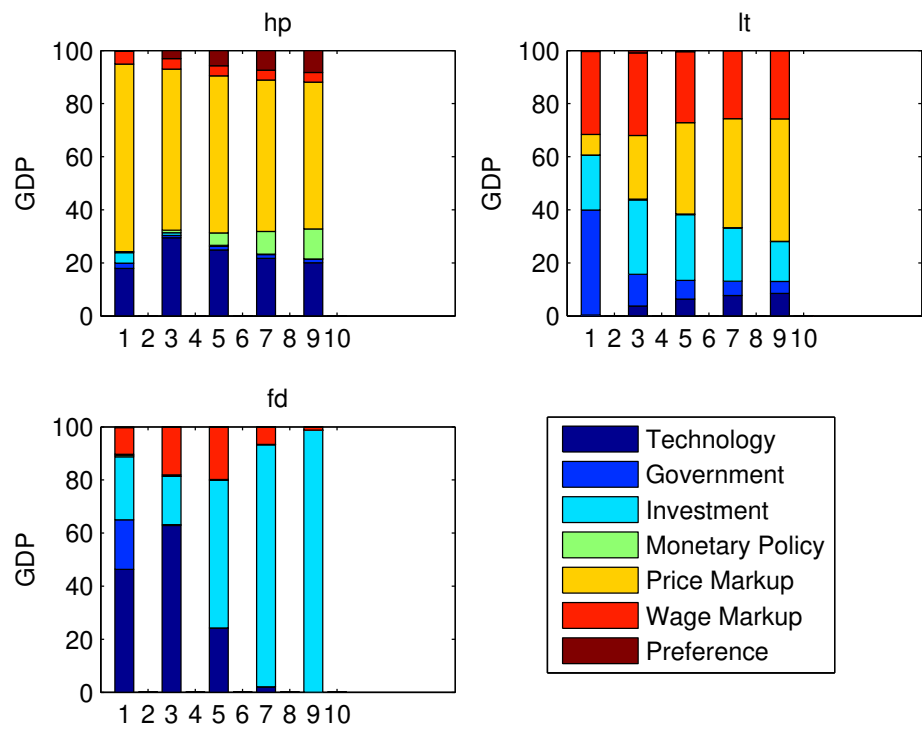 hp
GDP
100
80
60
40
20
0
1 2 3 4 5 6 7 8 9 10
lt
GDP
100
80
60
40
20
0
1 2 3 4 5 6 7 8 9 10
fd
GDP
100
80
60
40
20
0
1 2 3 4 5 6 7 8 9 10
Technology
Government
Investment
Monetary Policy
Price Markup
Wage Markup
Preference